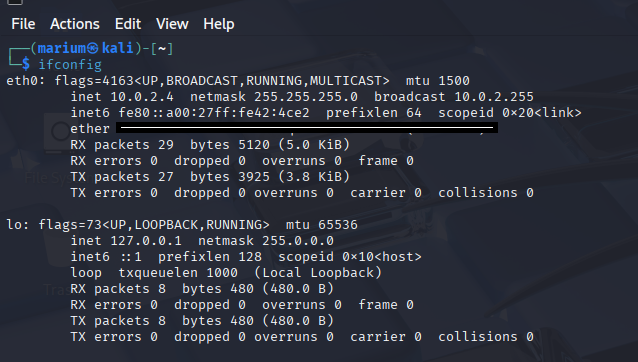 File Actions Edit View Help
┌──(marium㉿kali)-[~]
└─$ ifconfig
eth0: flags=4163<UP,BROADCAST,RUNNING,MULTICAST> mtu 1500
inet 10.0.2.4 netmask 255.255.255.0 broadcast 10.0.2.255
inet6 fe80::a00:27ff:fe42:4ce2 prefixlen 64 scopeid 0×20<link>
ether
RX packets 29 bytes 5120 (5.0 KiB)
RX errors 0 dropped 0 overruns 0 frame 0
TX packets 27 bytes 3925 (3.8 KiB)
TX errors 0 dropped 0 overruns 0 carrier 0 collisions 0
lo: flags=73<UP,LOOPBACK,RUNNING> mtu 65536
inet 127.0.0.1 netmask 255.0.0.0
inet6 ::1 prefixlen 128 scopeid 0×10<host>
loop txqueuelen 1000 (Local Loopback)
RX packets 8 bytes 480 (480.0 B)
RX errors 0 dropped 0 overruns 0 frame 0
TX packets 8 bytes 480 (480.0 B)
TX errors 0 dropped 0 overruns 0 carrier 0 collisions 0